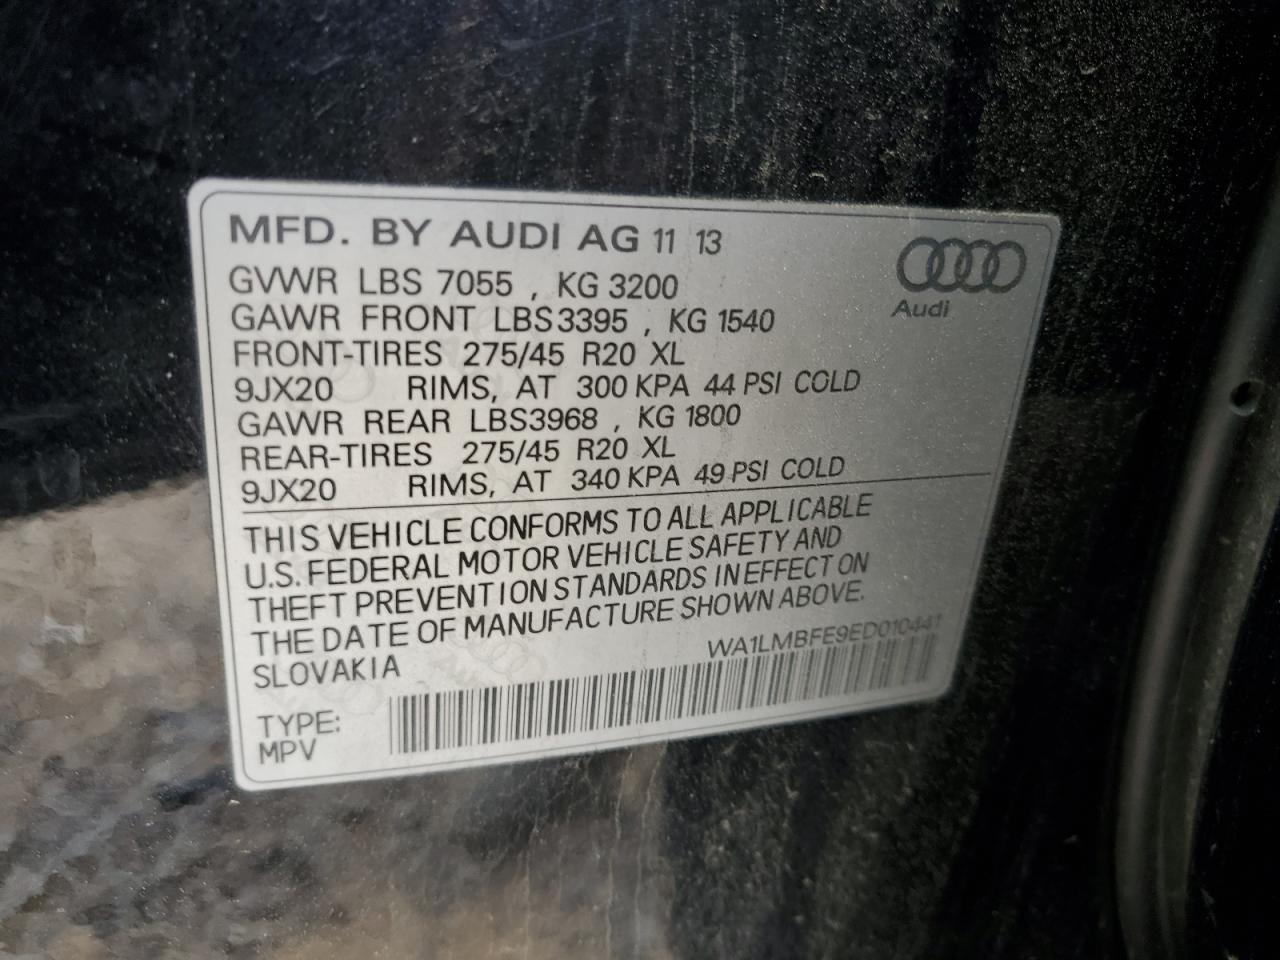 MFD. BY AUDI AG 11 13
GVWR LBS 7055 , KG 3200
GAWR FRONT LBS3395 , KG 1540
FRONT-TIRES 275/45 R20 XL
9JX20 RIMS, AT 300 KPA 44 PSI COLD
GAWR REAR LBS3968 , KG 1800
REAR-TIRES 275/45 R20 XL
9JX20 RIMS, AT 340 KPA 49 PSI COLD
Audi
THIS VEHICLE CONFORMS TO ALL APPLICABLE
U.S. FEDERAL MOTOR VEHICLE SAFETY AND
THEFT PREVENTION STANDARDS IN EFFECT ON
THE DATE OF MANUFACTURE SHOWN ABOVE.
SLOVAKIA
WA1LMBFE9ED010441
TYPE:
MPV